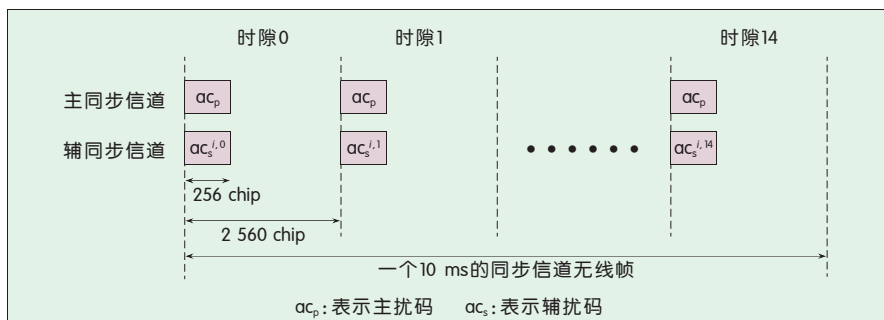 时隙0 时隙1 时隙14
主同步信道 acₚ acₚ acₚ
辅同步信道 acₛⁱ,⁰ acₛⁱ,¹ acₛⁱ,¹⁴
256 chip
2 560 chip
一个10 ms的同步信道无线帧
acₚ:表示主扰码 acₛ:表示辅扰码